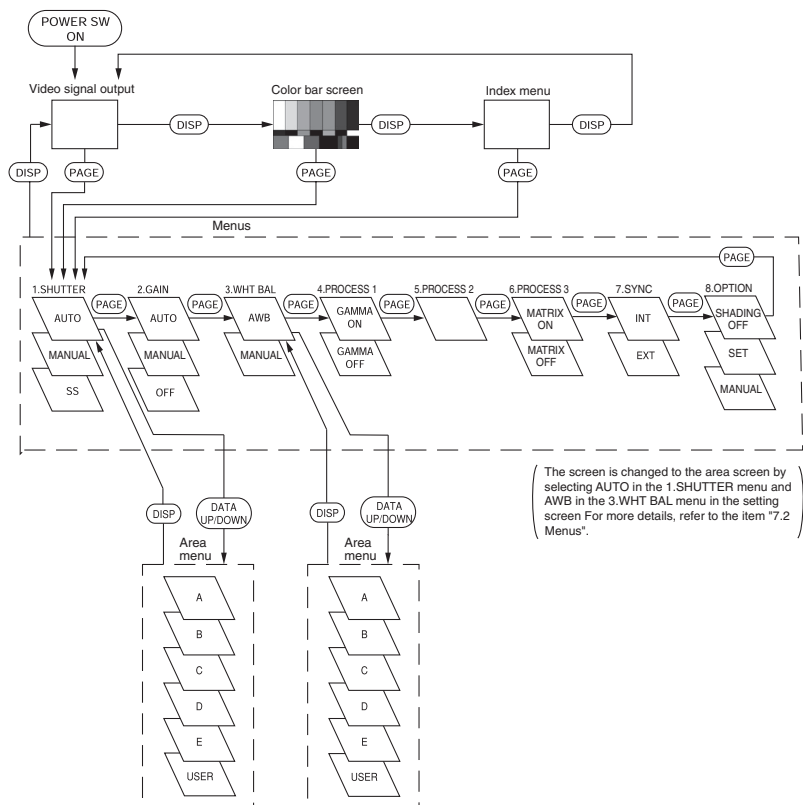 POWER SW
ON
Video signal output
Color bar screen
Index menu
DISP
DISP
DISP
DISP
PAGE
PAGE
PAGE
Menus
PAGE
1.SHUTTER
2.GAIN
3.WHT BAL
4.PROCESS 1
5.PROCESS 2
6.PROCESS 3
7.SYNC
8.OPTION
AUTO
PAGE
AUTO
PAGE
AWB
PAGE
GAMMA
ON
PAGE
PAGE
MATRIX
ON
PAGE
INT
PAGE
SHADING
OFF
MANUAL
MANUAL
MANUAL
GAMMA
OFF
MATRIX
OFF
EXT
SET
SS
OFF
MANUAL
The screen is changed to the area screen by
selecting AUTO in the 1.SHUTTER menu and
AWB in the 3.WHT BAL menu in the setting
screen For more details, refer to the item "7.2
Menus".
DISP
DATA
UP/DOWN
DISP
DATA
UP/DOWN
Area
menu
Area
menu
A
B
C
D
E
USER
A
B
C
D
E
USER